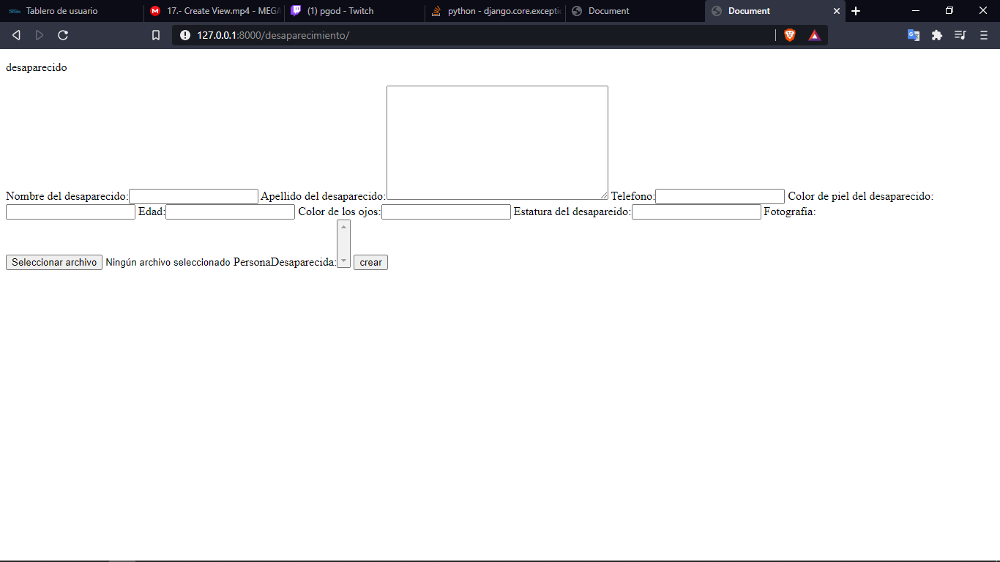 Tablero de usuario
17.- Create View.mp4 - MEGA
(1) pgod - Twitch
python - django.core.exceptic
Document
Document
127.0.0.1:8000/desaparecimiento/
desaparecido
Nombre del desaparecido: Apellido del desaparecido: Telefono: Color de piel del desaparecido:
Edad: Color de los ojos: Estatura del desapareido: Fotografía:
Seleccionar archivo Ningún archivo seleccionado PersonaDesaparecida: crear